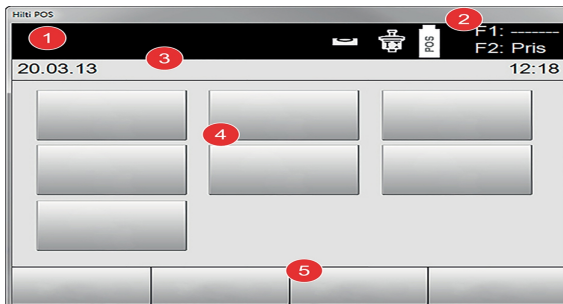 Hilti POS
1
2
F1: -------
POS
F2: Pris
3
20.03.13
12:18
4
5